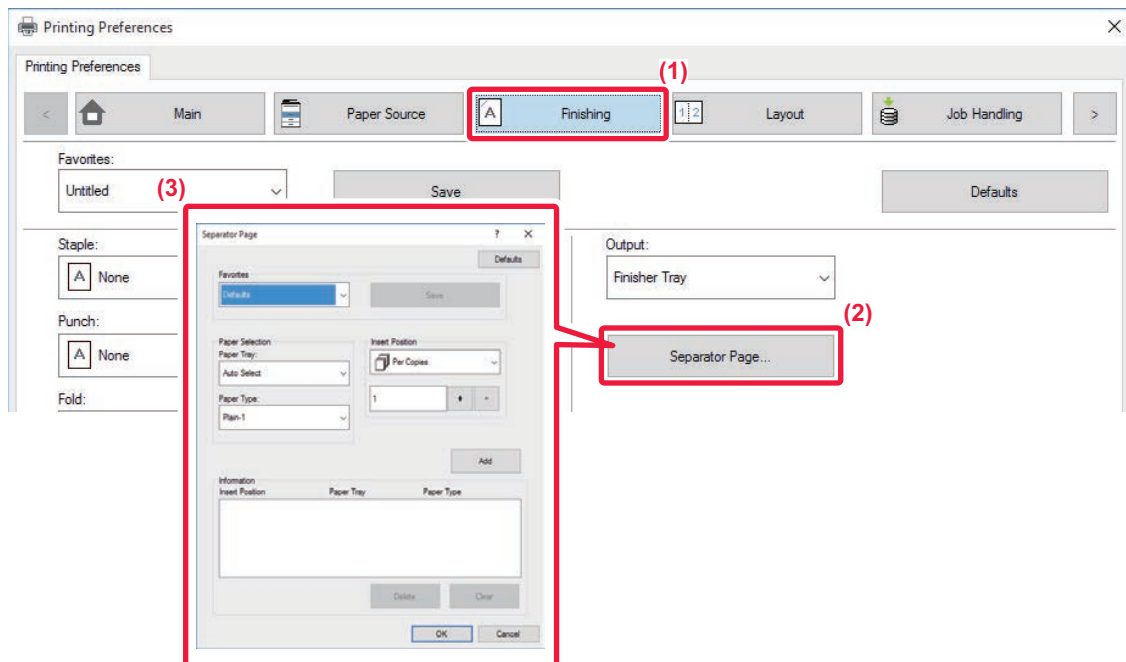 Printing Preferences
Printing Preferences
(1)
< Main Paper Source A Finishing 1 2 Layout Job Handling >
Favorites:
Untitled
(3)
Save
Defaults
Staple:
A None
Punch:
A None
Fold:
Separator Page ? ×
Defaults
Favorites
Defaults
Save
Paper Selection
Paper Tray:
Auto Select
Paper Type:
Plain-1
Insert Position
Per Copies
1 + -
Add
Information
Insert Position Paper Tray Paper Type
Delete Clear
OK Cancel
Output:
Finisher Tray
(2)
Separator Page...